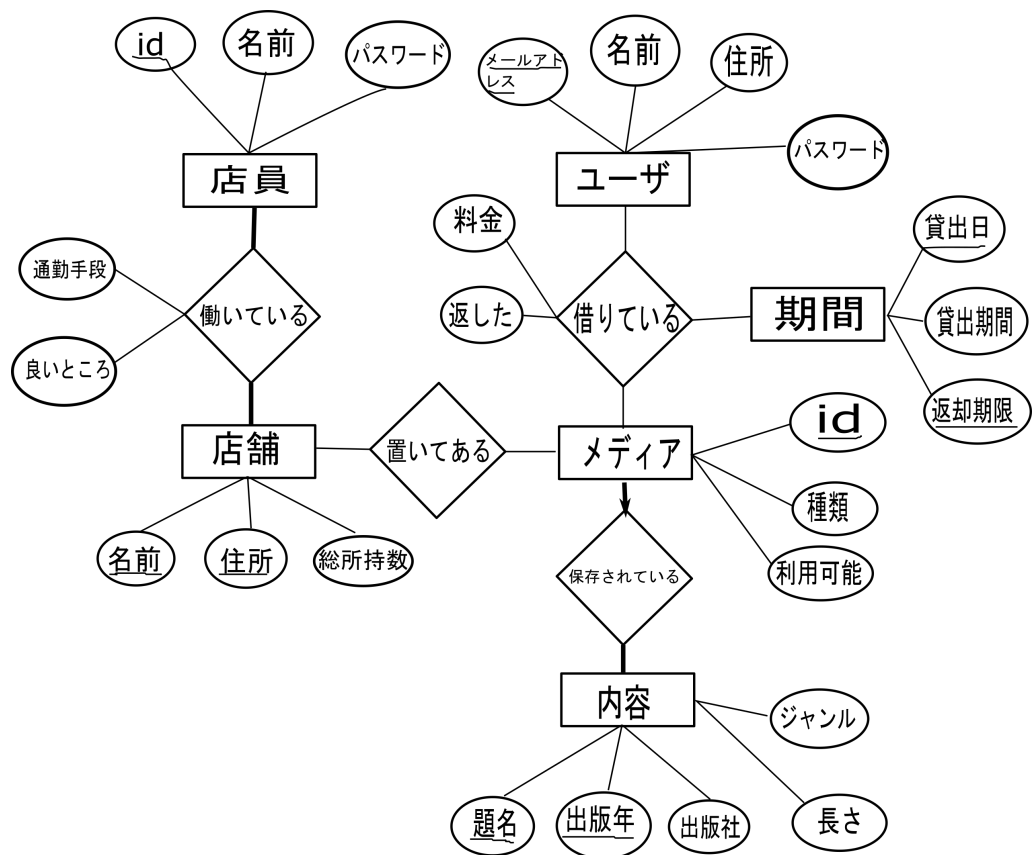 id
名前
パスワード
メールアド
レス
名前
住所
パスワード
店員
ユーザ
料金
貸出日
通勤手段
働いている
返した
借りている
期間
貸出期間
良いところ
返却期限
店舗
置いてある
メディア
id
種類
名前
住所
総所持数
保存されている
利用可能
内容
ジャンル
題名
出版年
出版社
長さ